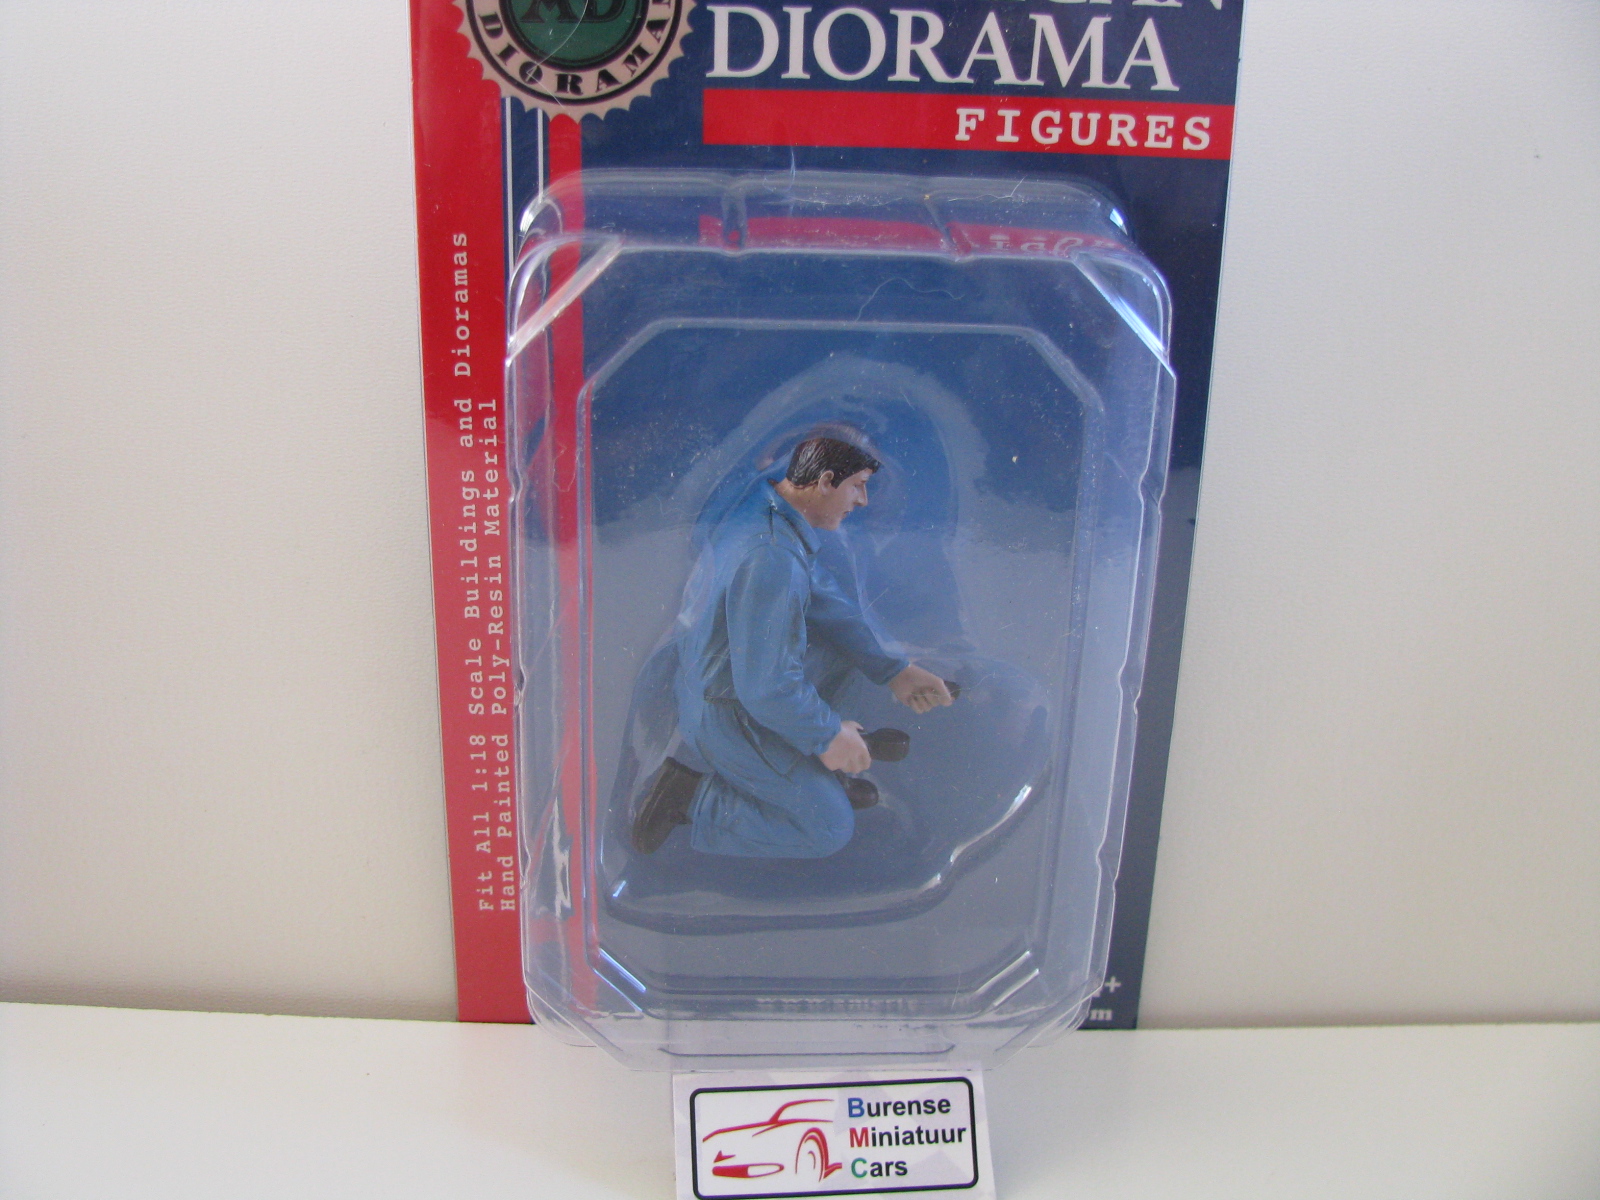 DIORAMA
AD
DIORAMA
FIGURES
Fit All 1:18 Scale Buildings and Dioramas
Hand Painted Poly-Resin Material
Burense
Miniatuur
Cars